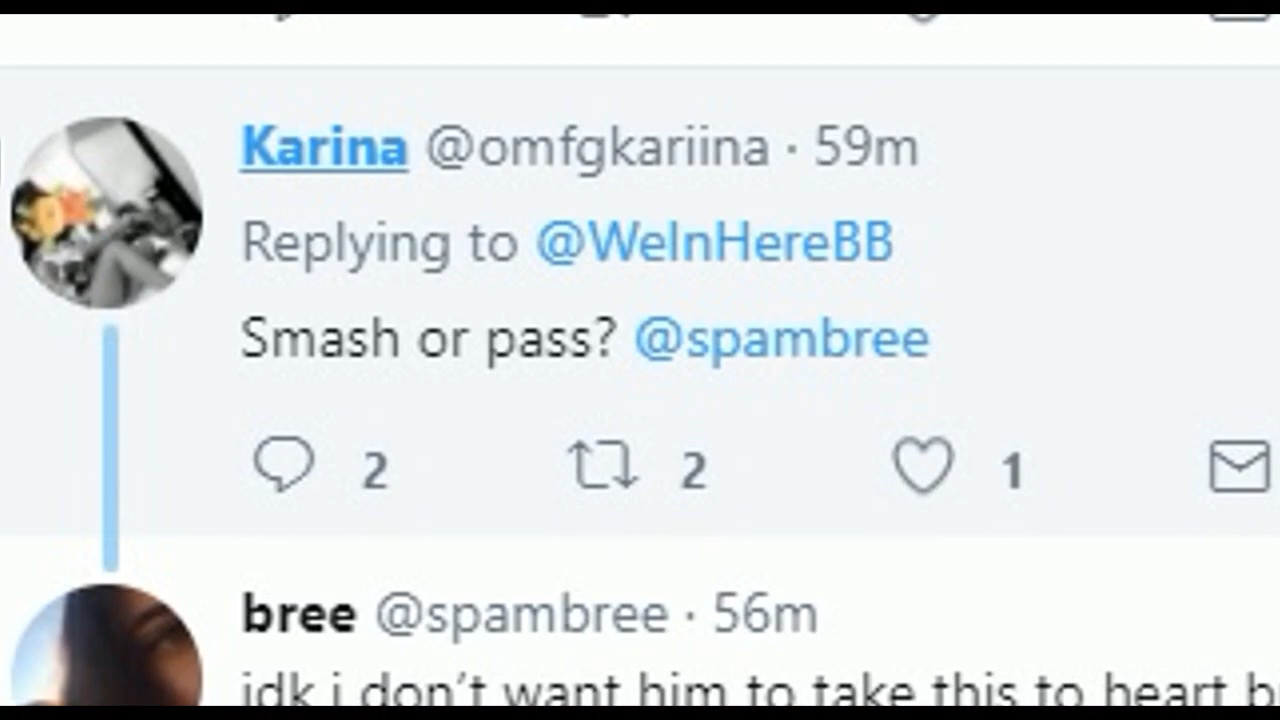 Karina @omfgkariina · 59m
Replying to @WeInHereBB
Smash or pass? @spambree
2 2 1
bree @spambree · 56m
idk i don’t want him to take this to heart